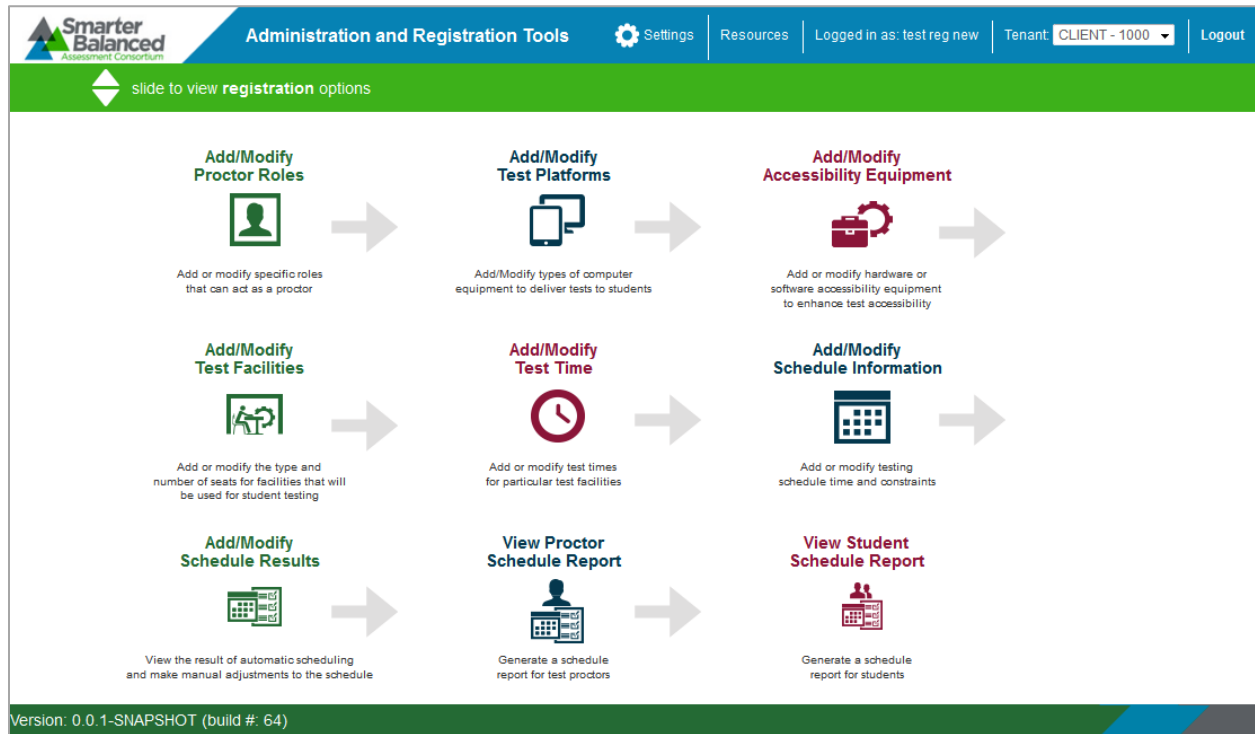 Smarter
Balanced
Assessment Consortium
Administration and Registration Tools
Settings
Resources
Logged in as: test reg new
Tenant: CLIENT - 1000
Logout
slide to view registration options
Add/Modify
Proctor Roles
Add or modify specific roles
that can act as a proctor
Add/Modify
Test Platforms
Add/Modify types of computer
equipment to deliver tests to students
Add/Modify
Accessibility Equipment
Add or modify hardware or
software accessibility equipment
to enhance test accessibility
Add/Modify
Test Facilities
Add or modify the type and
number of seats for facilities that will
be used for student testing
Add/Modify
Test Time
Add or modify test times
for particular test facilities
Add/Modify
Schedule Information
Add or modify testing
schedule time and constraints
Add/Modify
Schedule Results
View the result of automatic scheduling
and make manual adjustments to the schedule
View Proctor
Schedule Report
Generate a schedule
report for test proctors
View Student
Schedule Report
Generate a schedule
report for students
Version: 0.0.1-SNAPSHOT (build #: 64)